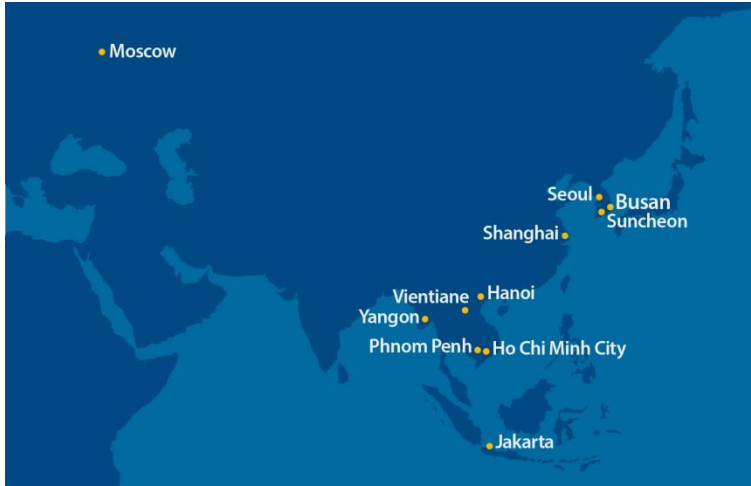 Moscow
Seoul
Busan
Suncheon
Shanghai
Hanoi
Vientiane
Yangon
Phnom Penh
Ho Chi Minh City
Jakarta